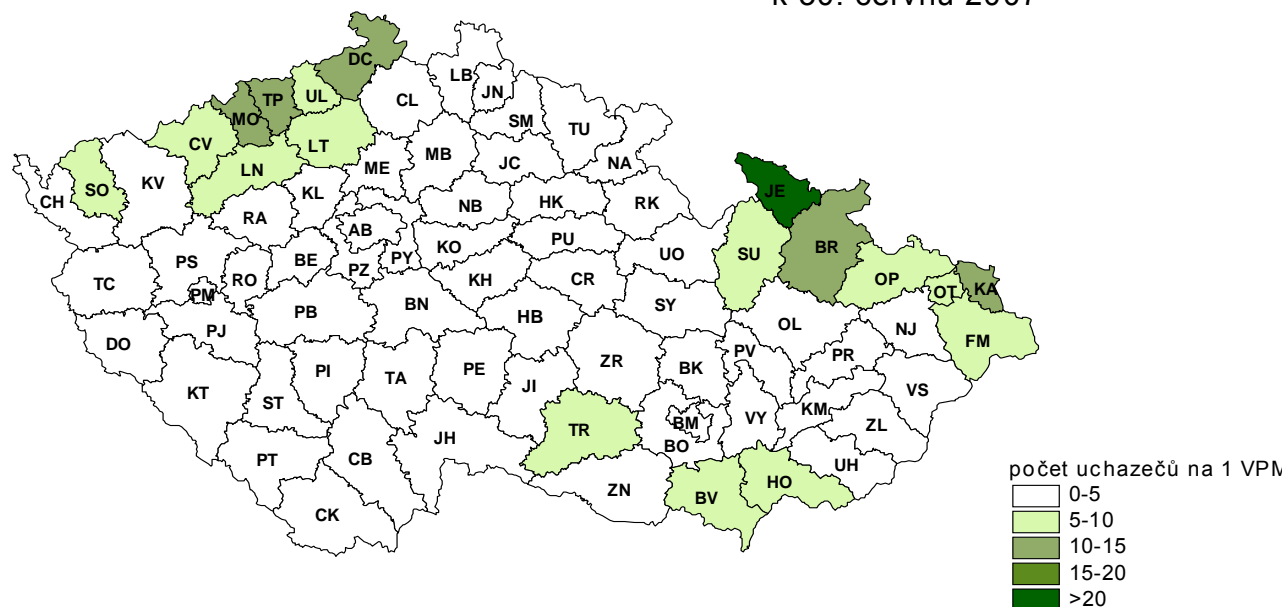 k 30. červnu 2007
DC
LB
JN
TP
UL
CL
MO
SM
TU
CV
LT
MB
JC
NA
ME
LN
SO
KV
KL
JE
CH
NB
HK
RK
RA
AB
PU
KO
BR
UO
SU
PS
BE
PY
PZ
RO
KH
CR
OP
TC
OT
KA
PM
BN
SY
PB
HB
OL
PJ
NJ
DO
FM
PV
PR
ZR
BK
PI
TA
PE
JI
VS
KT
ST
KM
VY
BM
ZL
TR
JH
BO
PT
CB
UH
HO
ZN
BV
CK
počet uchazečů na 1 VPM
0-5
5-10
10-15
15-20
>20